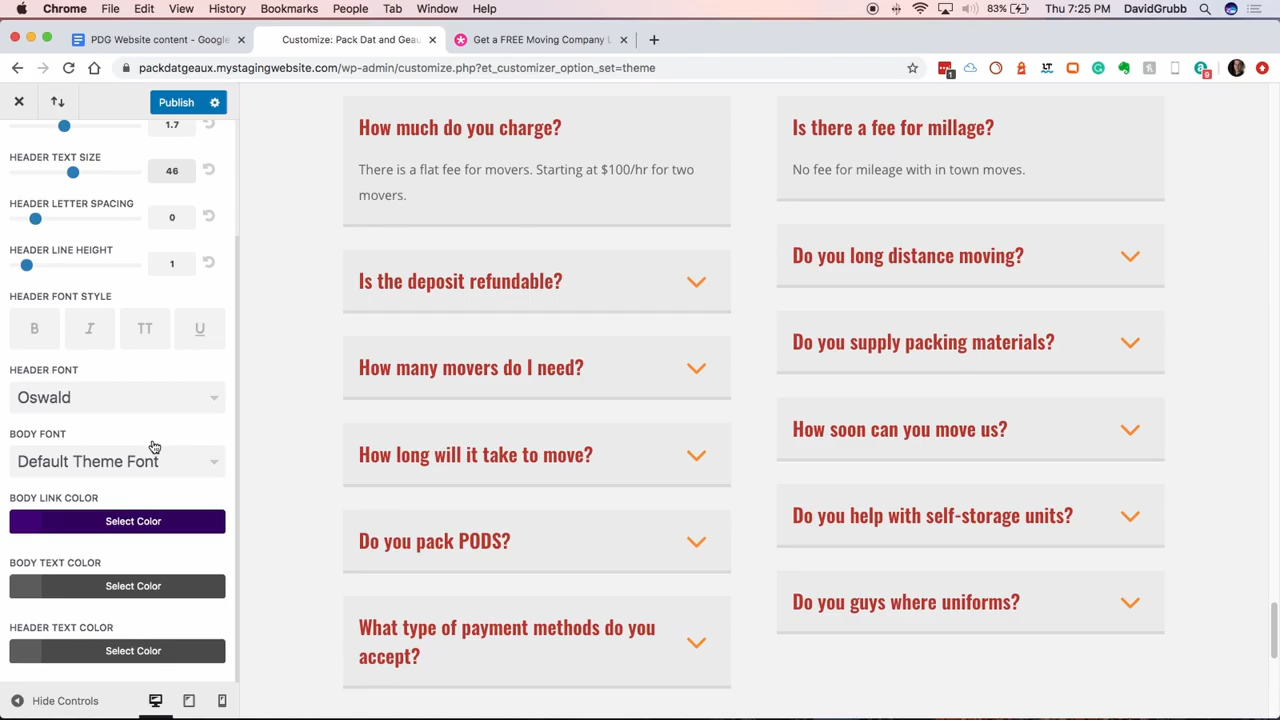 Chrome File Edit View History Bookmarks People Tab Window Help 83% Thu 7:25 PM DavidGrubb
PDG Website content - Google Customize: Pack Dat and Geau Get a FREE Moving Company L
packdatgeaux.mystagingwebsite.com/wp-admin/customize.php?et_customizer_option_set=theme
Publish
1.7
HEADER TEXT SIZE
46
HEADER LETTER SPACING
0
HEADER LINE HEIGHT
1
HEADER FONT STYLE
B I TT U
HEADER FONT
Oswald
BODY FONT
Default Theme Font
BODY LINK COLOR
Select Color
BODY TEXT COLOR
Select Color
HEADER TEXT COLOR
Select Color
Hide Controls
How much do you charge?
There is a flat fee for movers. Starting at $100/hr for two
movers.
Is the deposit refundable?
How many movers do I need?
How long will it take to move?
Do you pack PODS?
What type of payment methods do you
accept?
Is there a fee for millage?
No fee for mileage with in town moves.
Do you long distance moving?
Do you supply packing materials?
How soon can you move us?
Do you help with self-storage units?
Do you guys where uniforms?